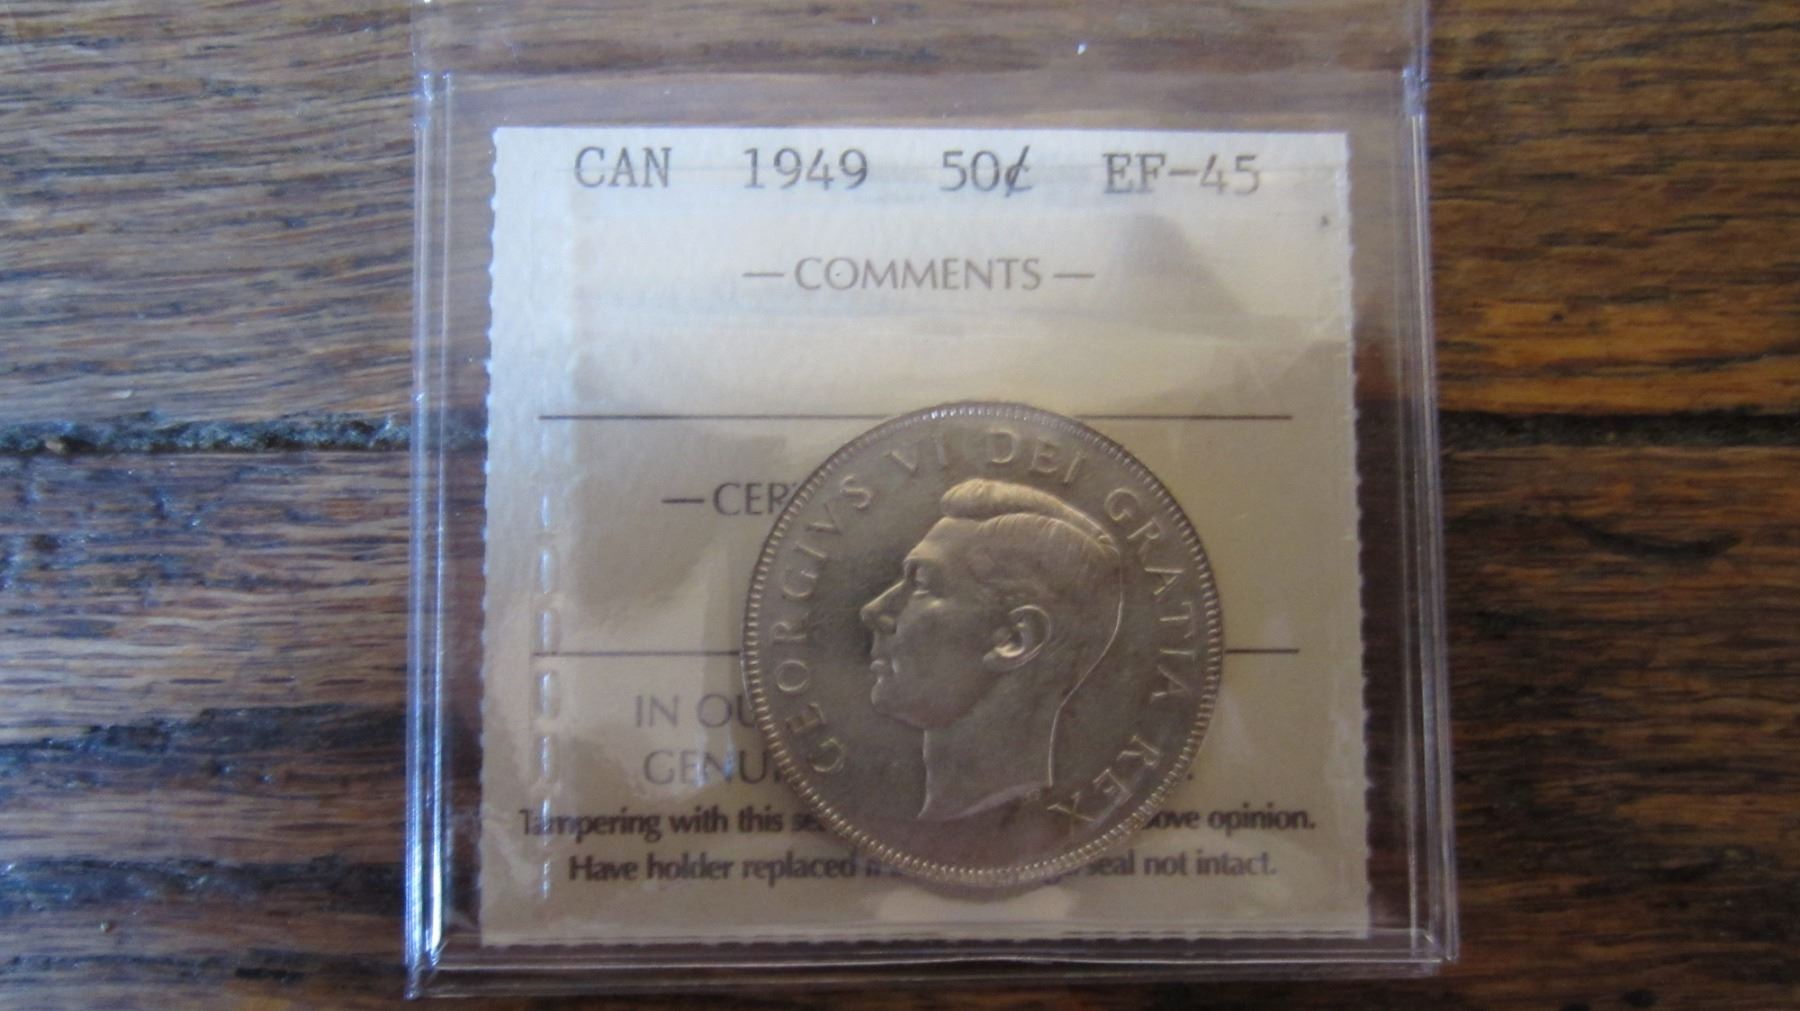 CAN 1949 50¢ EF-45
—COMMENTS—
GEORGIVS VI DEI GRATIA REX
—CER
IN OU
GENU
Tampering with this se ove opinion.
Have holder replaced seal not intact.